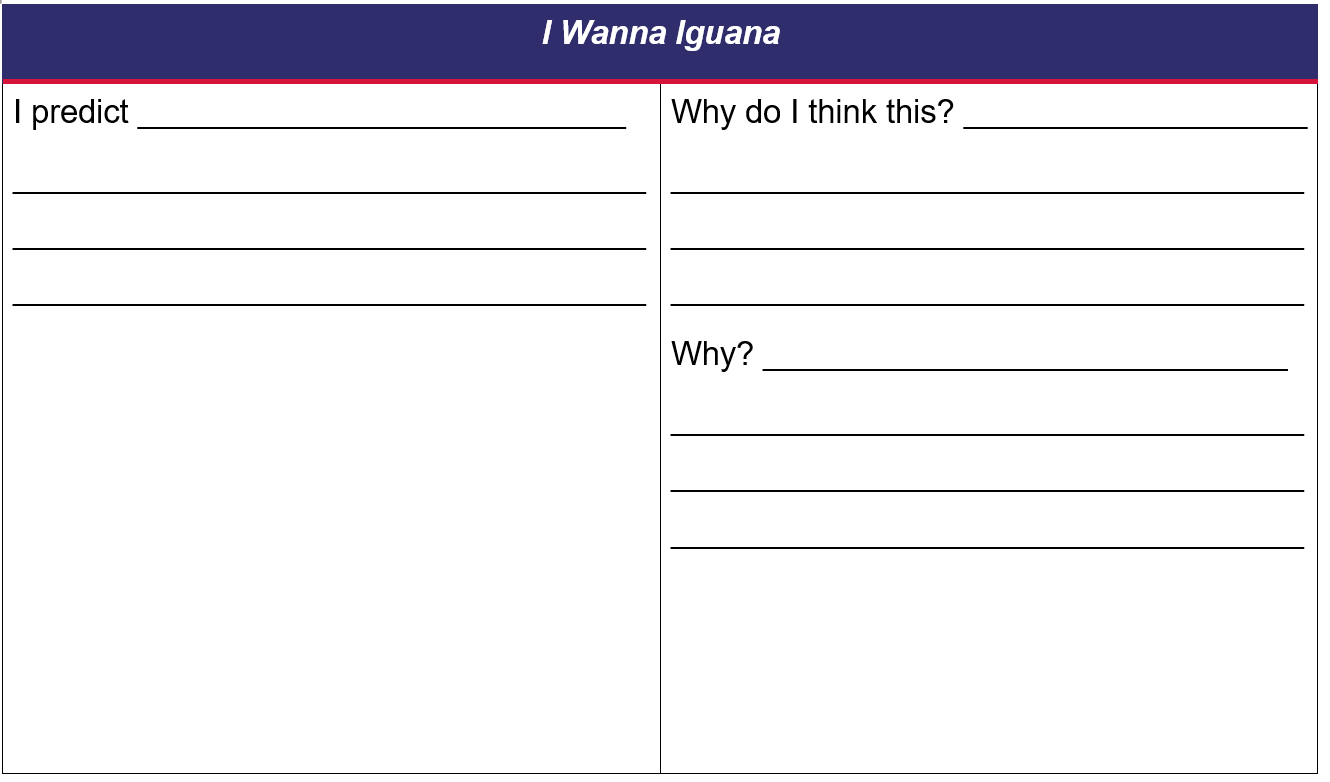 I Wanna Iguana
I predict
Why do I think this?
Why?